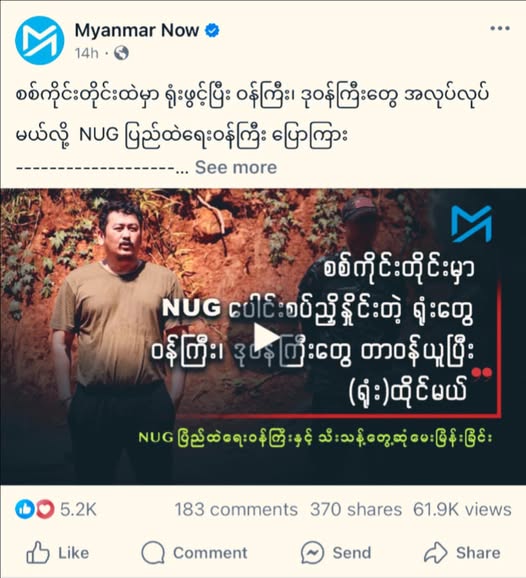 Myanmar Now
14h ·
စစ်ကိုင်းတိုင်းထဲမှာ ရုံးဖွင့်ပြီး ဝန်ကြီး၊ ဒုဝန်ကြီးတွေ အလုပ်လုပ်
မယ်လို့ NUG ပြည်ထဲရေးဝန်ကြီး ပြောကြား
-------------------... See more
စစ်ကိုင်းတိုင်းမှာ
NUG ပေါင်းစပ်ညှိနှိုင်းတဲ့ ရုံးတွေ
ဝန်ကြီး၊ ဒုဝန်ကြီးတွေ တာဝန်ယူပြီး
(ရုံး)ထိုင်မယ် ”
NUG ပြည်ထဲရေးဝန်ကြီးနှင့် သီးသန့်တွေ့ဆုံမေးမြန်းခြင်း
5.2K 183 comments 370 shares 61.9K views
Like Comment Send Share